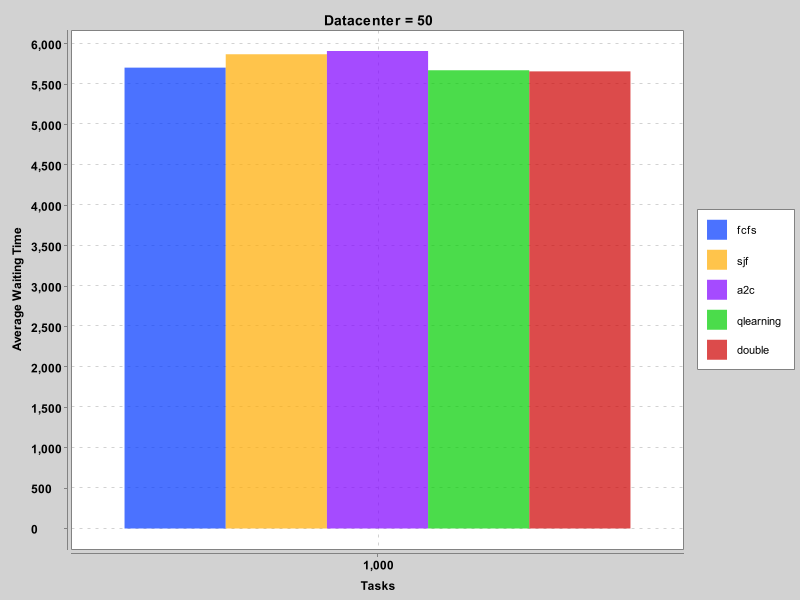 Datacenter = 50
6,000
5,500
5,000
4,500
4,000
3,500
3,000
2,500
2,000
1,500
1,000
500
0
Average Waiting Time
1,000
Tasks
fcfs
sjf
a2c
qlearning
double